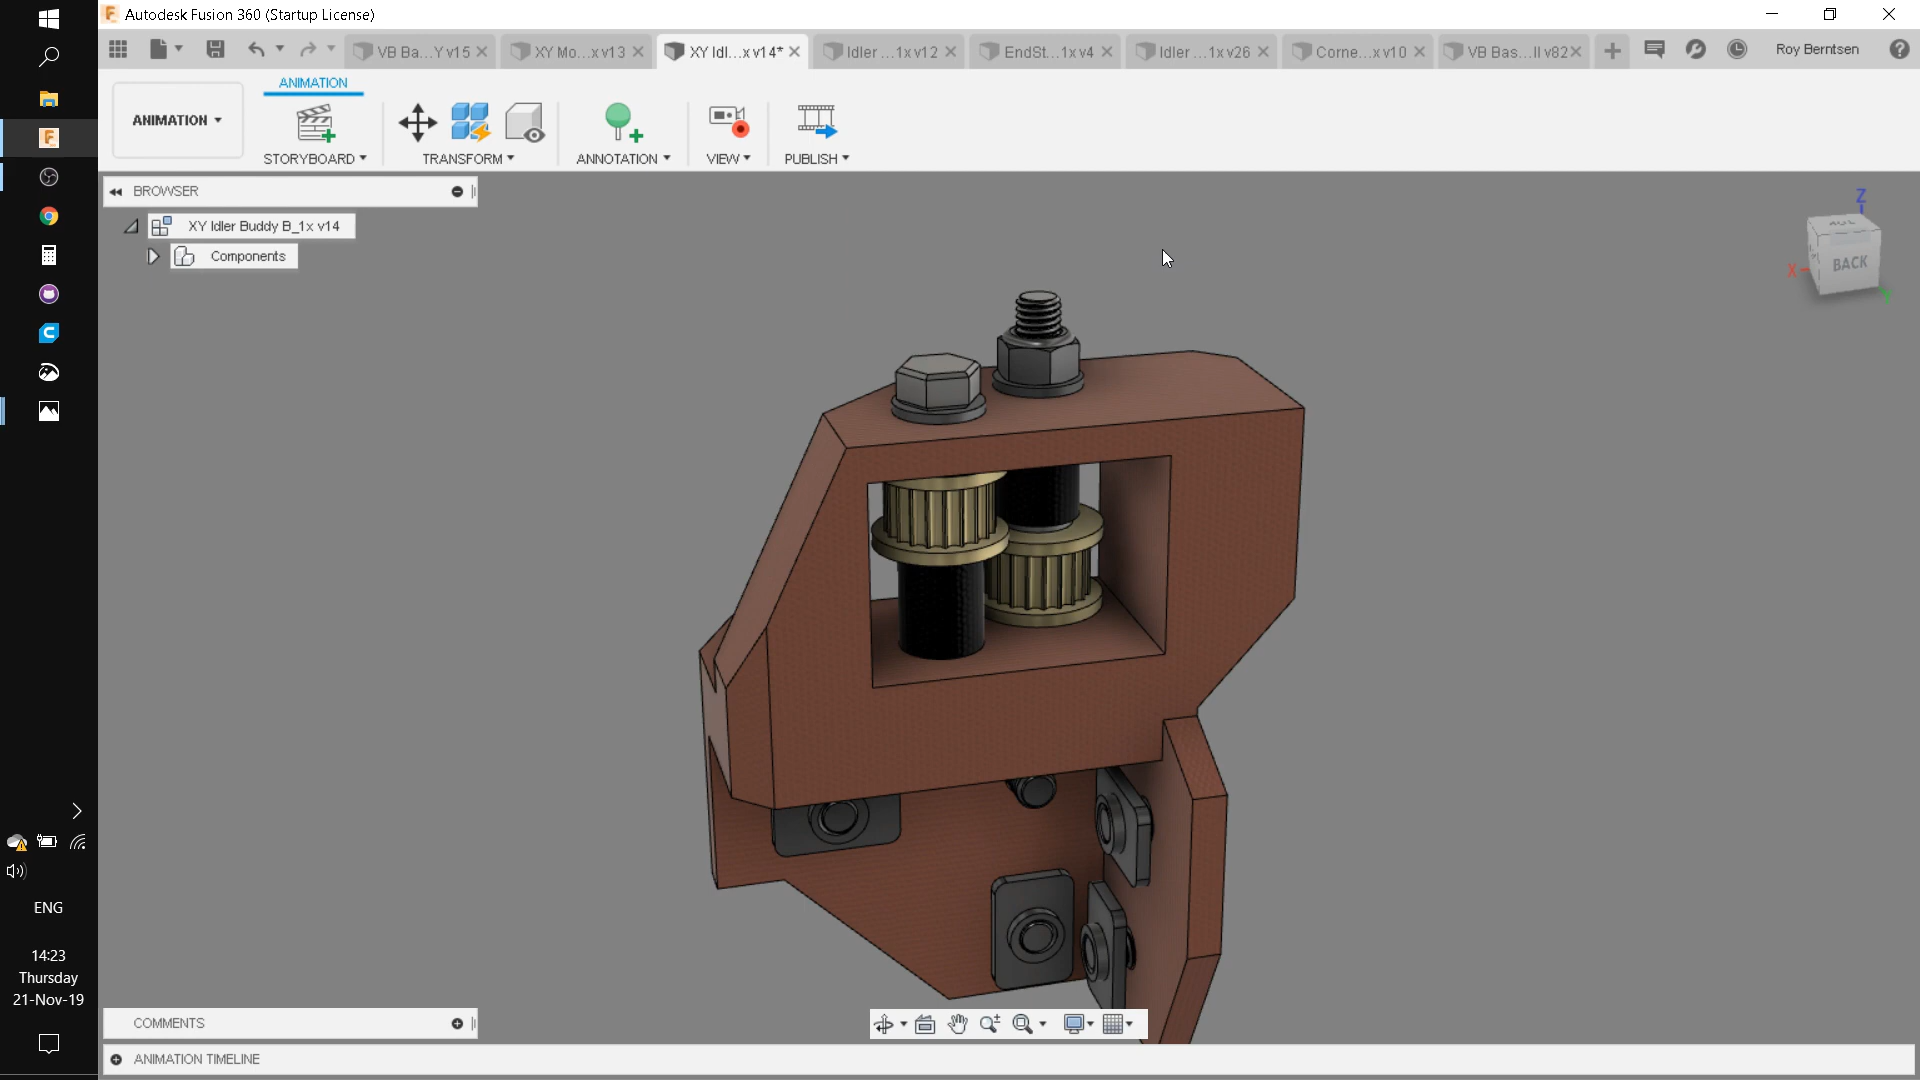 Autodesk Fusion 360 (Startup License)
VB Ba...Y v15
XY Mo...x v13
XY Idl...x v14*
Idler ...1x v12
EndSt...1x v4
Idler ...1x v26
Corne...x v10
VB Bas...ll v82
Roy Berntsen
ANIMATION
ANIMATION
STORYBOARD
TRANSFORM
ANNOTATION
VIEW
PUBLISH
BROWSER
XY Idler Buddy B_1x v14
Components
Z
X
BACK
ENG
14:23
Thursday
21-Nov-19
COMMENTS
ANIMATION TIMELINE